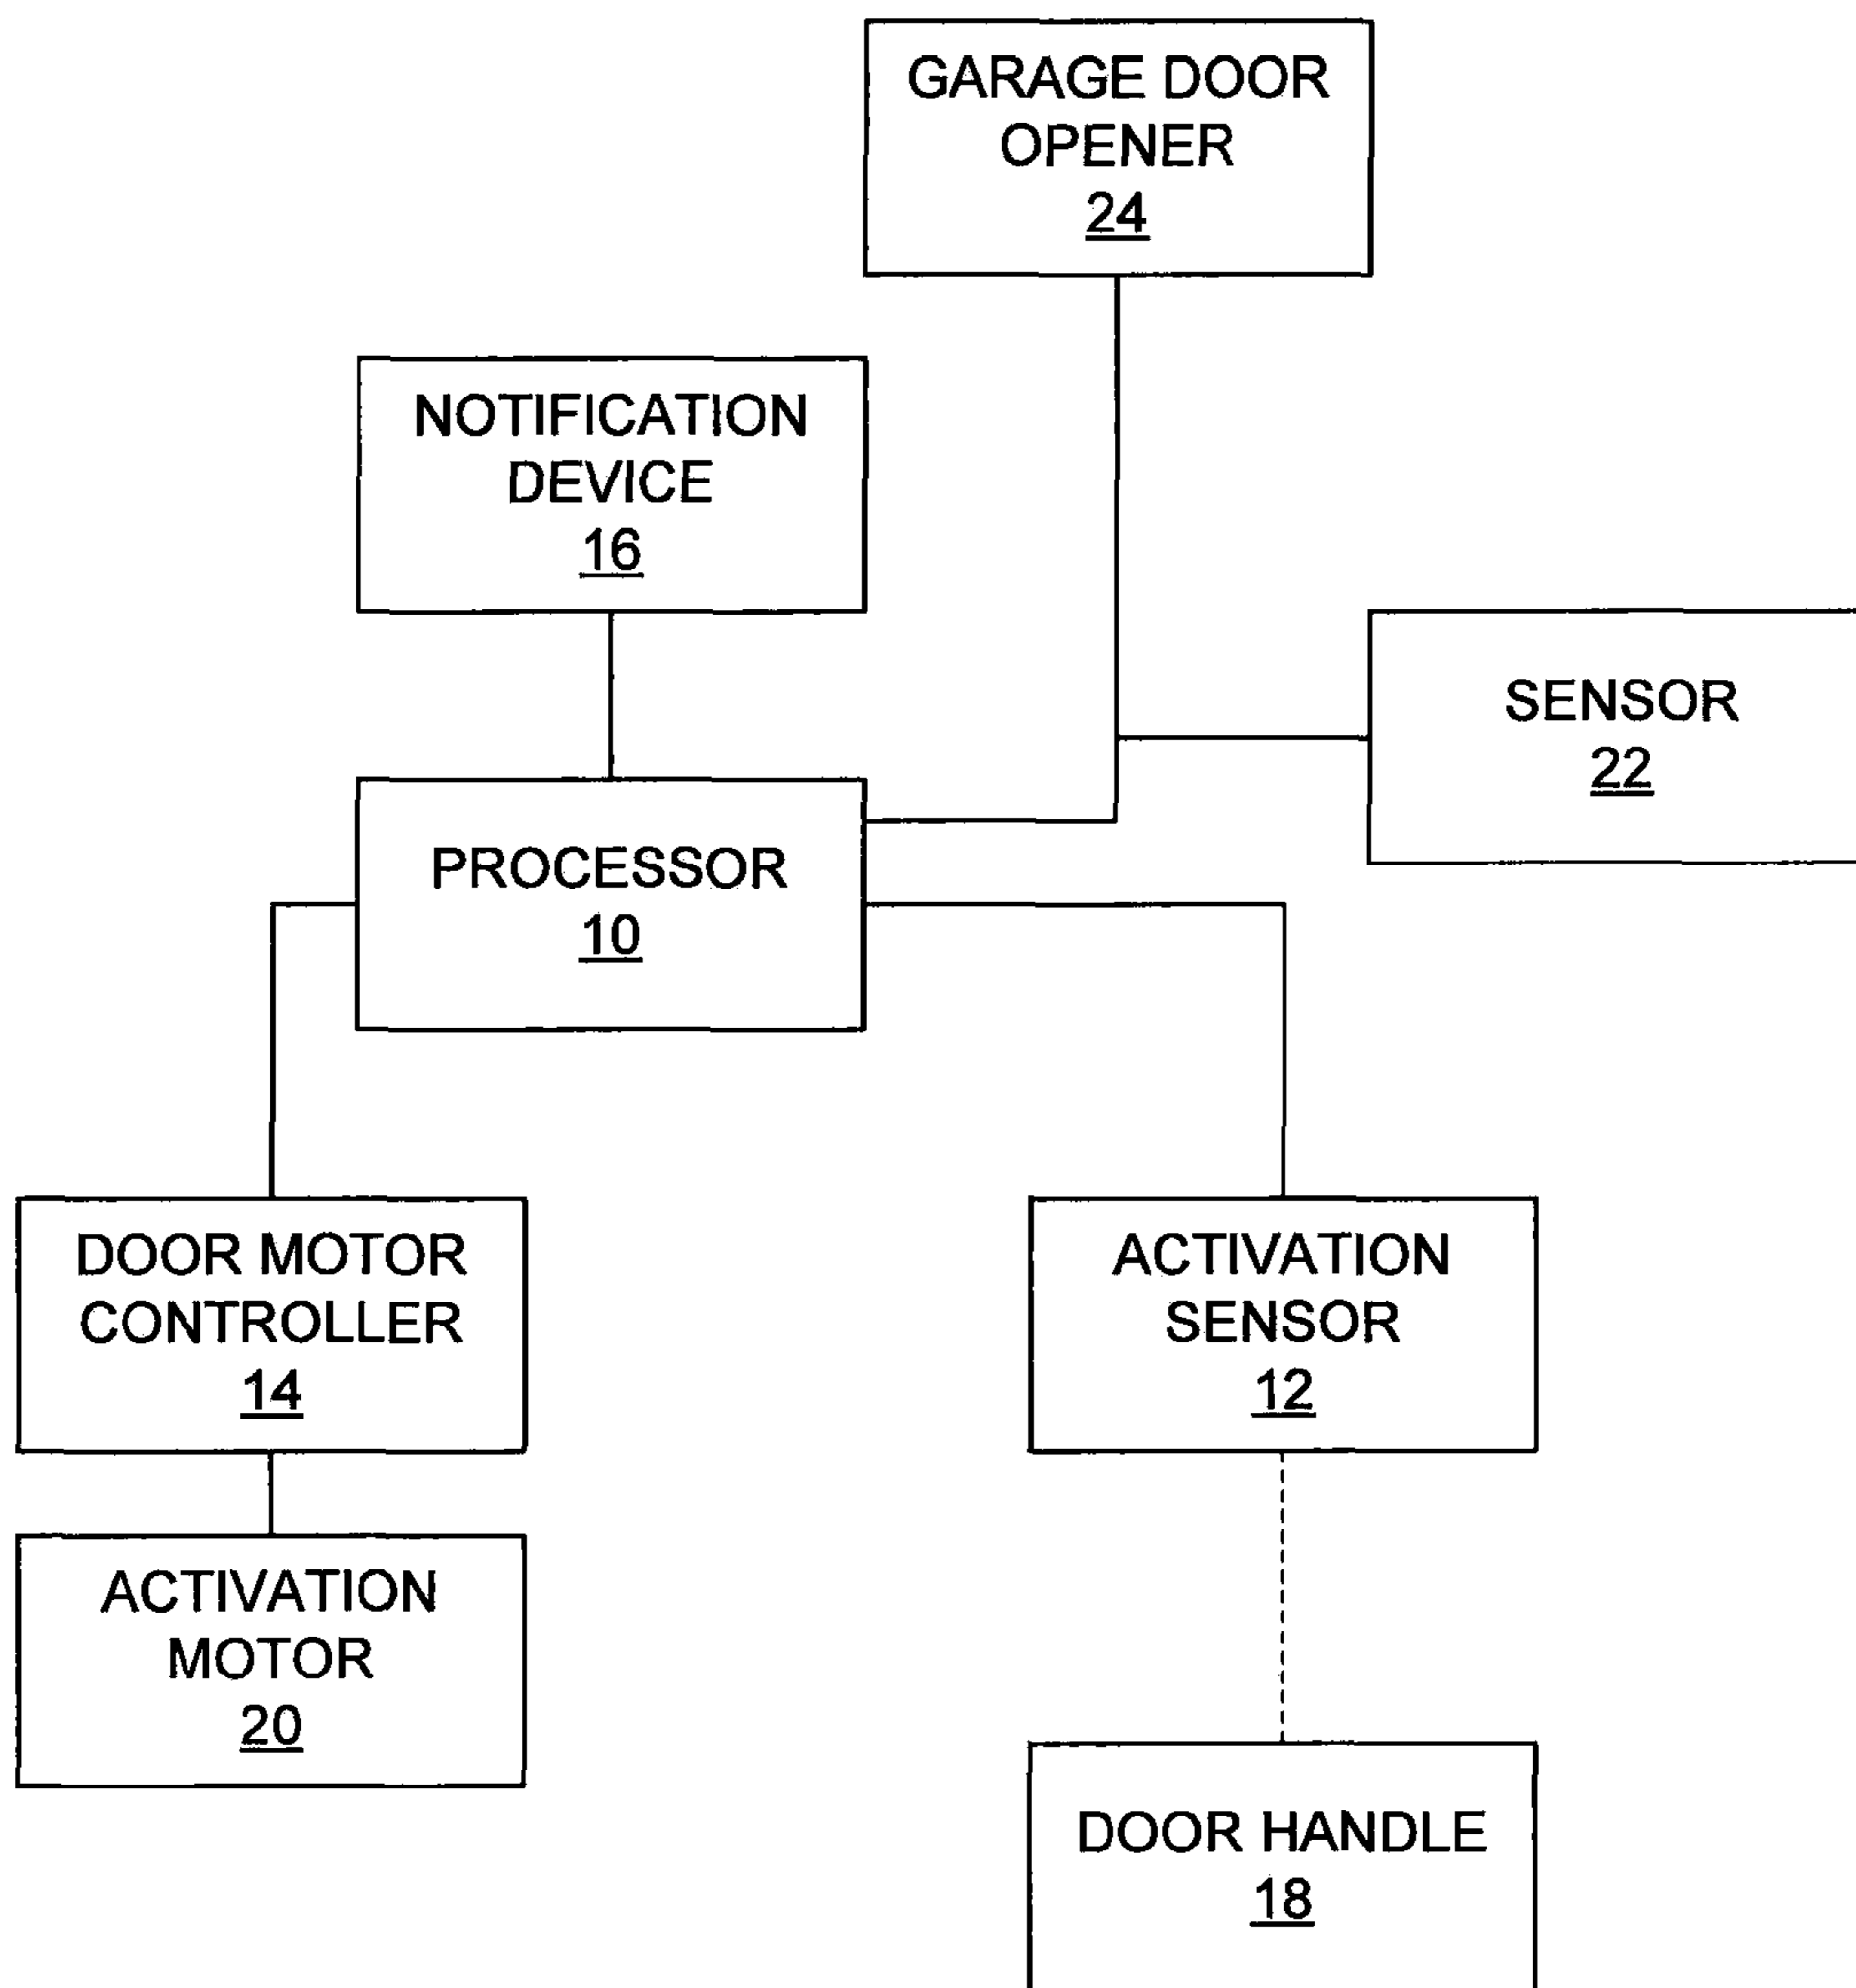 GARAGE DOOR
OPENER
24
NOTIFICATION
DEVICE
16
SENSOR
22
PROCESSOR
10
DOOR MOTOR
CONTROLLER
14
ACTIVATION
SENSOR
12
ACTIVATION
MOTOR
20
DOOR HANDLE
18